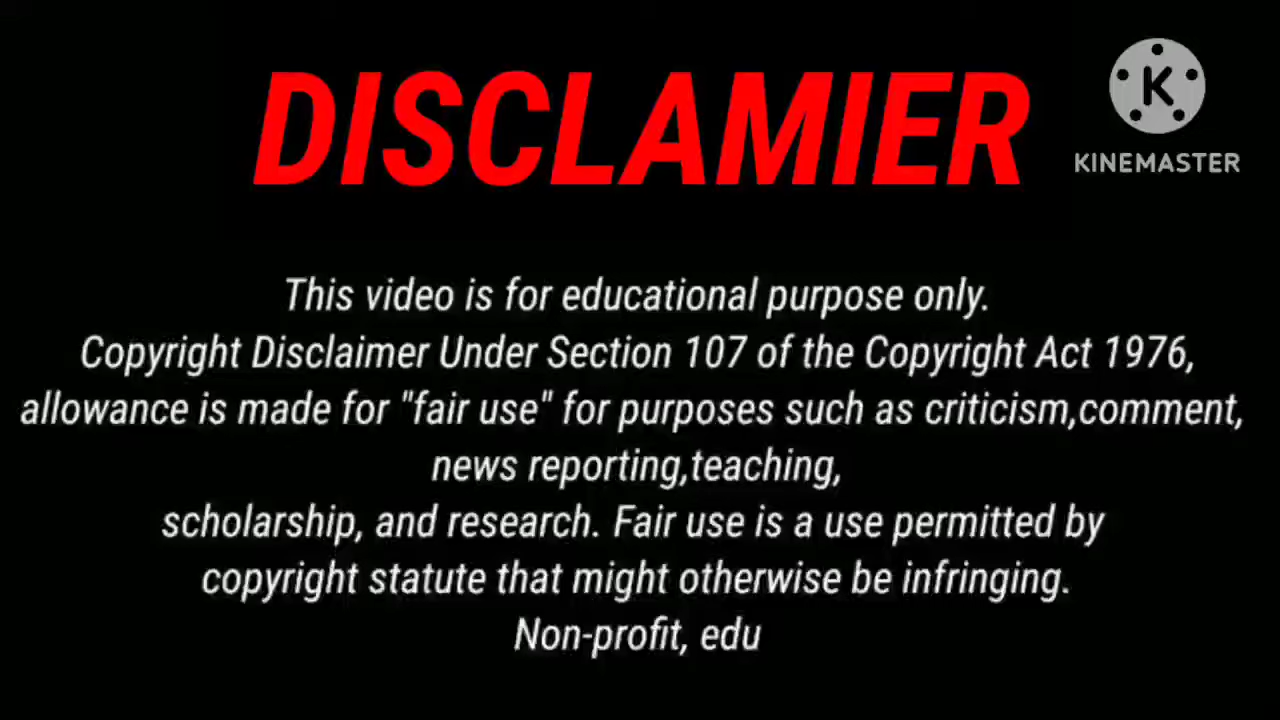 DISCLAMIER
K
KINEMASTER
This video is for educational purpose only.
Copyright Disclaimer Under Section 107 of the Copyright Act 1976,
allowance is made for "fair use" for purposes such as criticism,comment,
news reporting,teaching,
scholarship, and research. Fair use is a use permitted by
copyright statute that might otherwise be infringing.
Non-profit, edu